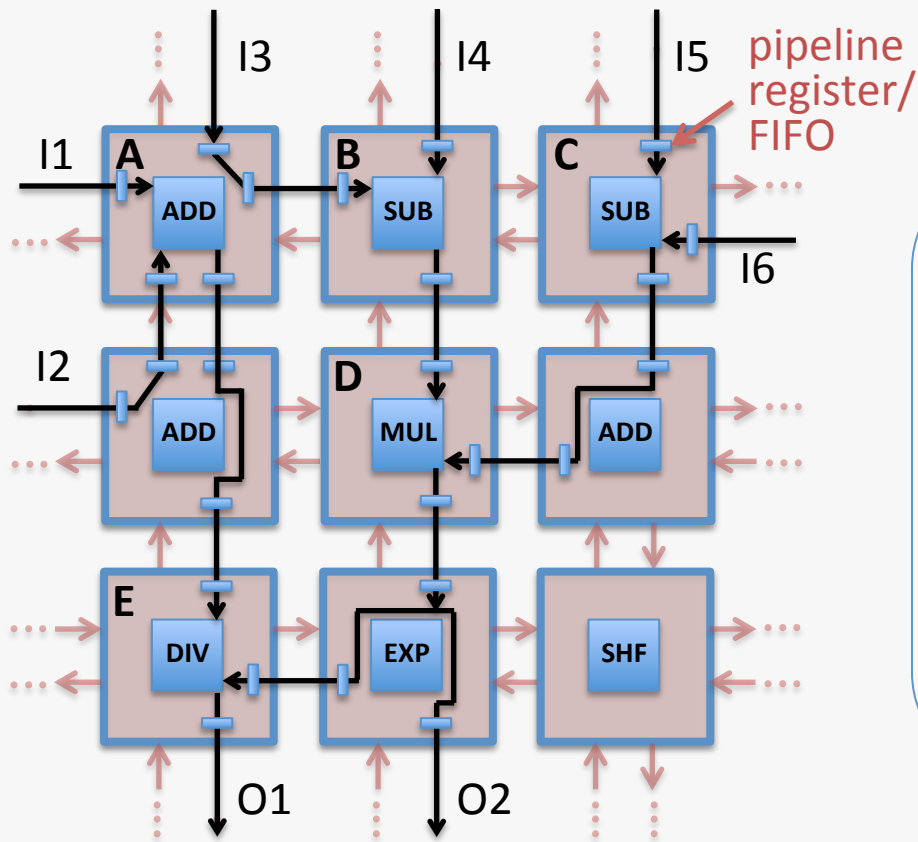 I3
I4
I5
pipeline
register/
FIFO
I1
A
B
C
ADD
SUB
SUB
I6
I2
D
ADD
MUL
ADD
E
DIV
EXP
SHF
O1
O2